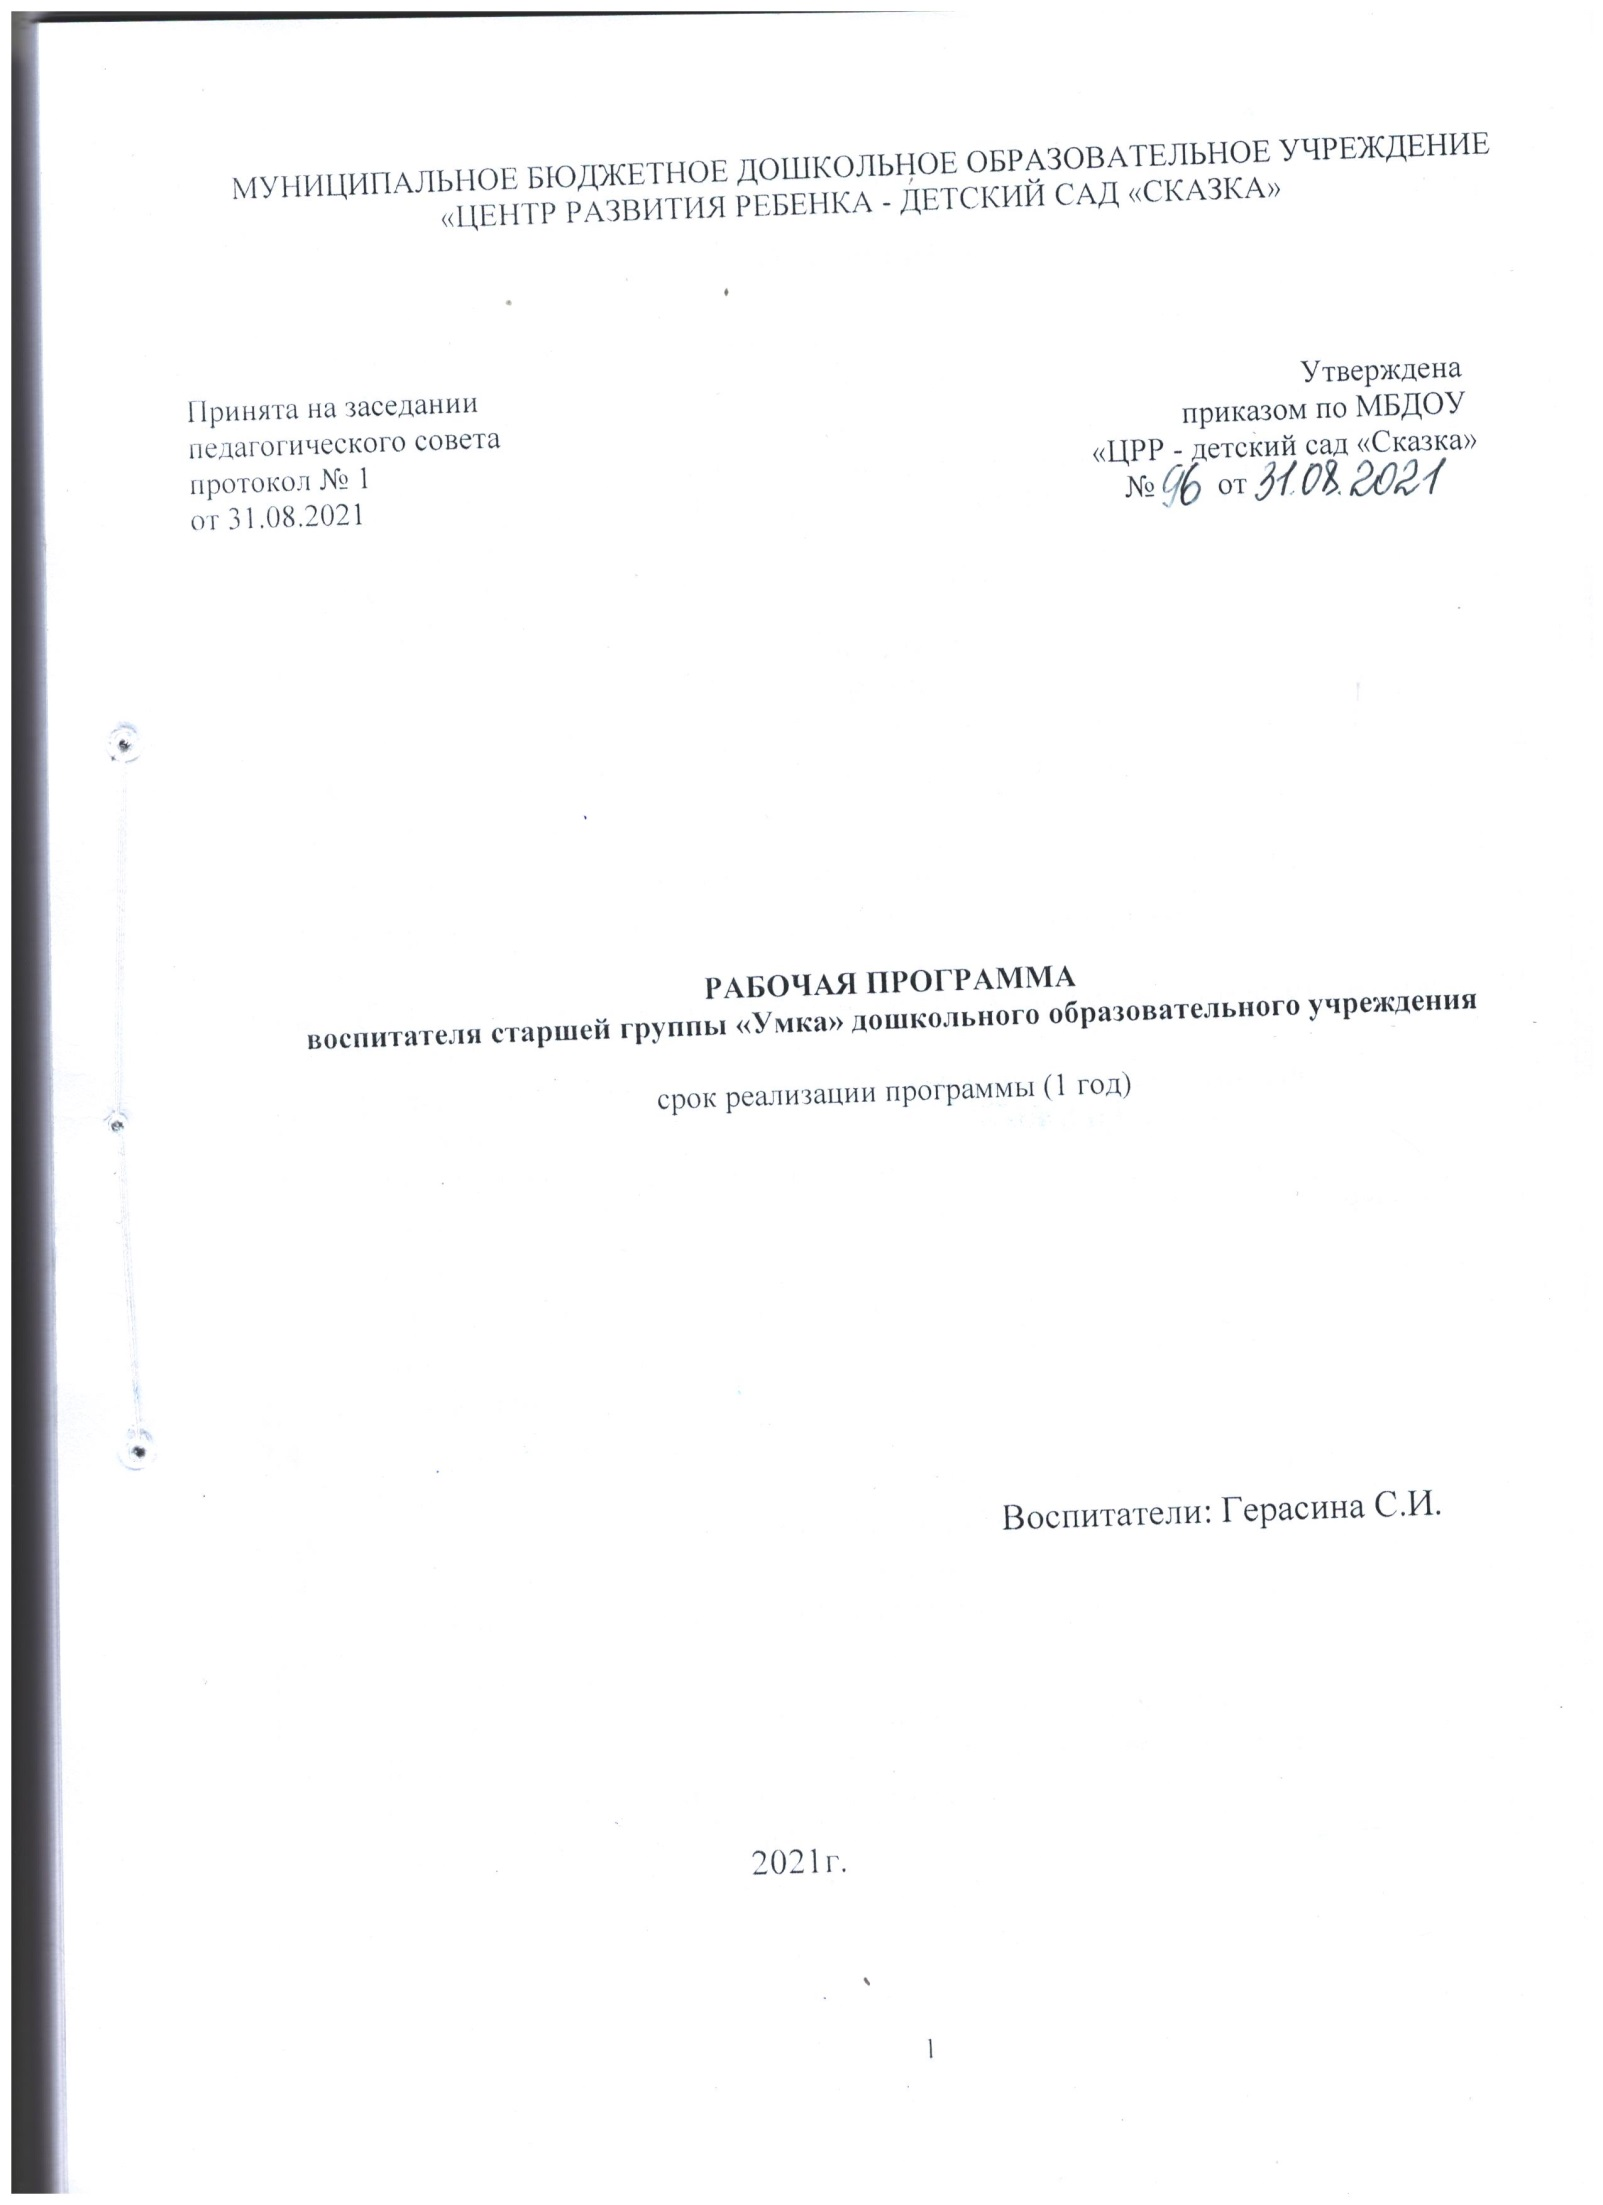 МУНИЦИПАЛЬНОЕ БЮДЖЕТНОЕ ДОШКОЛЬНОЕ ОБРАЗОВАТЕЛЬНОЕ УЧРЕЖДЕНИЕ
«ЦЕНТР РАЗВИТИЯ РЕБЕНКА - ДЕТСКИЙ САД «СКАЗКА»
Принята на заседании
педагогического совета
протокол № 1
от 31.08.2021
Утверждена
приказом по МБДОУ
«ЦРР - детский сад «Сказка»
№ 96 от 31.08.2021
РАБОЧАЯ ПРОГРАММА
воспитателя старшей группы «Умка» дошкольного образовательного учреждения
срок реализации программы (1 год)
Воспитатели: Герасина С.И.
2021г.
1